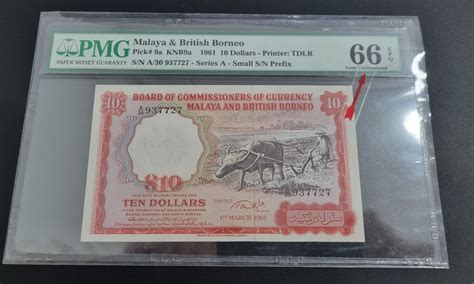 PMG
PAPER MONEY GUARANTY
Malaya & British Borneo
Pick# 9a KNB9a 1961 10 Dollars - Printer: TDLR
S/N A/30 937727 - Series A - Small S/N Prefix
66 EPQ
Gem Uncirculated
10
BOARD OF COMMISSIONERS OF CURRENCY
MALAYA AND BRITISH BORNEO
10
A/30 937727
A/30 937727
$10
TEN DOLLARS
1ST MARCH 1961